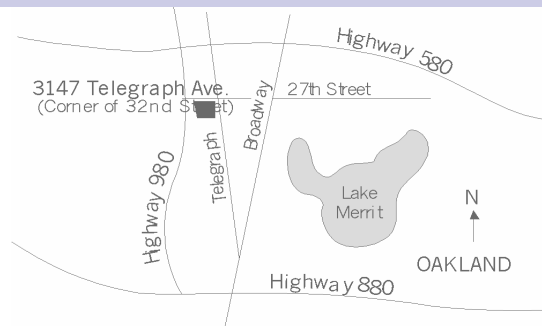 Highway 580
3147 Telegraph Ave.
(Corner of 32nd Street)
27th Street
Broadway
Telegraph
Highway 980
Lake
Merrit
N
OAKLAND
Highway 880